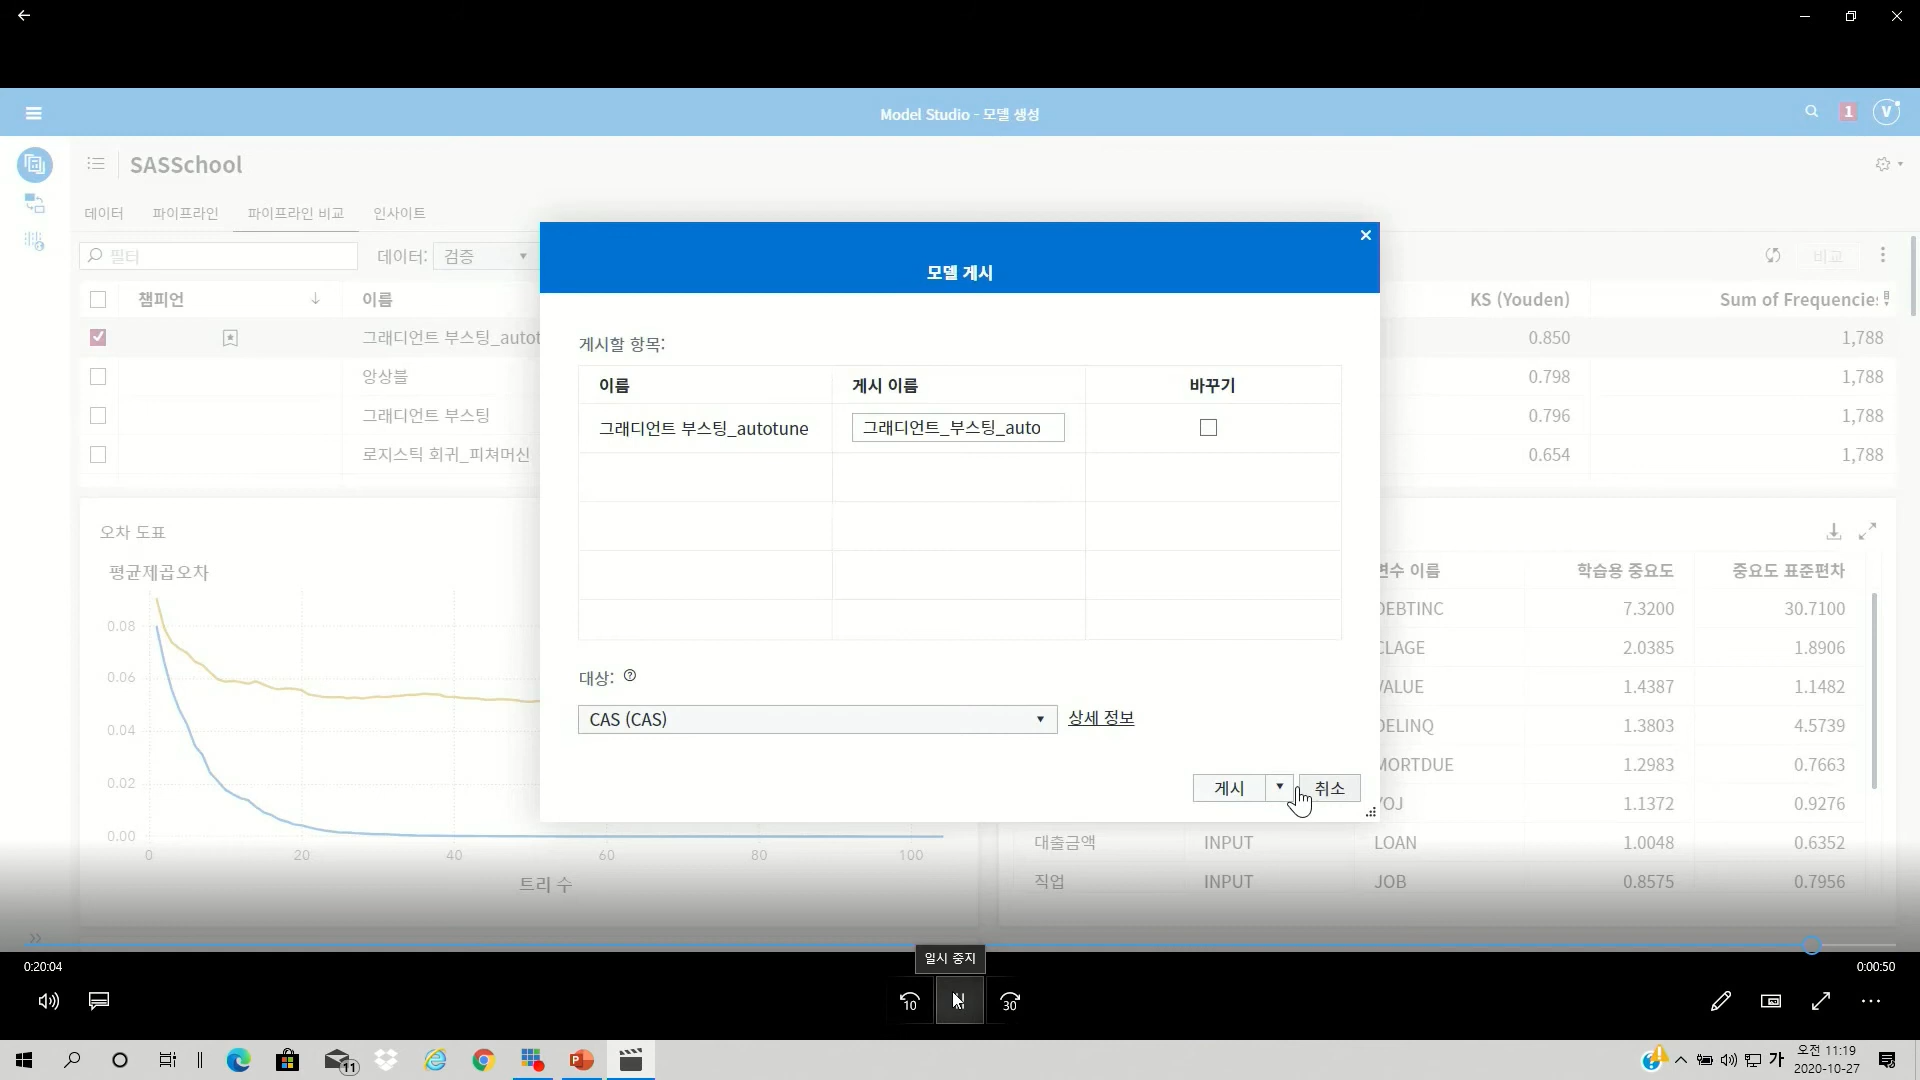 Model Studio - 모델 생성
1
V
SASSchool
데이터 파이프라인 파이프라인 비교 인사이트
필터 데이터: 검증 비교
챔피언 이름 KS (Youden) Sum of Frequencies
그래디언트 부스팅_autot 0.850 1,788
앙상블 0.798 1,788
그래디언트 부스팅 0.796 1,788
로지스틱 회귀_피쳐머신 0.654 1,788
모델 게시
게시할 항목:
이름 게시 이름 바꾸기
그래디언트 부스팅_autotune 그래디언트_부스팅_auto
대상:
CAS (CAS) 상세 정보
게시 취소
오차 도표
평균제곱오차
0.08
0.06
0.04
0.02
0.00
0 20 40 60 80 100
트리 수
변수 이름 학습용 중요도 중요도 표준편차
DEBTINC 7.3200 30.7100
CLAGE 2.0385 1.8906
VALUE 1.4387 1.1482
DELINQ 1.3803 4.5739
MORTDUE 1.2983 0.7663
YOJ 1.1372 0.9276
대출금액 INPUT LOAN 1.0048 0.6352
직업 INPUT JOB 0.8575 0.7956
일시 중지
0:20:04 0:00:50
10 30
11
가
오전 11:19
2020-10-27